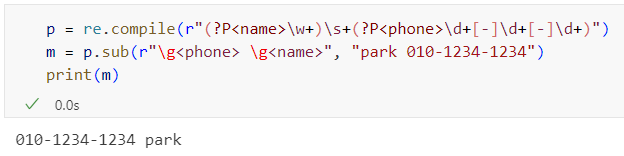 p = re.compile(r"(?P<name>\w+)\s+(?P<phone>\d+[-]\d+[-]\d+)")
m = p.sub(r"\g<phone> \g<name>", "park 010-1234-1234")
print(m)
0.0s
010-1234-1234 park